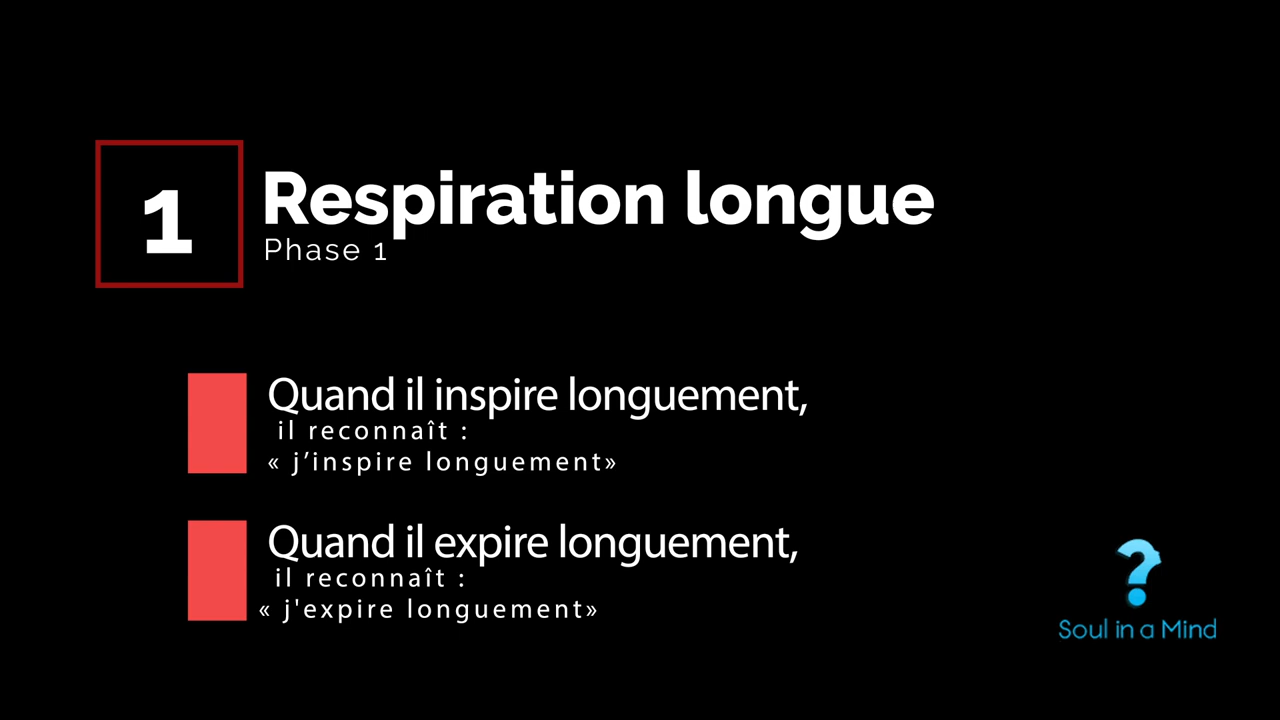 1
Respiration longue
Phase 1
Quand il inspire longuement,
il reconnaît :
« j’inspire longuement»
Quand il expire longuement,
il reconnaît :
« j'expire longuement»
?
Soul in a Mind